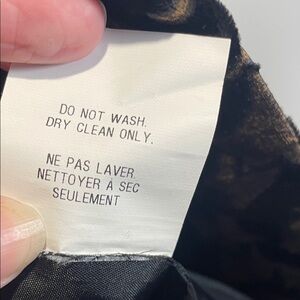 DO NOT WASH.
DRY CLEAN ONLY.
NE PAS LAVER
NETTOYER À SEC
SEULEMENT